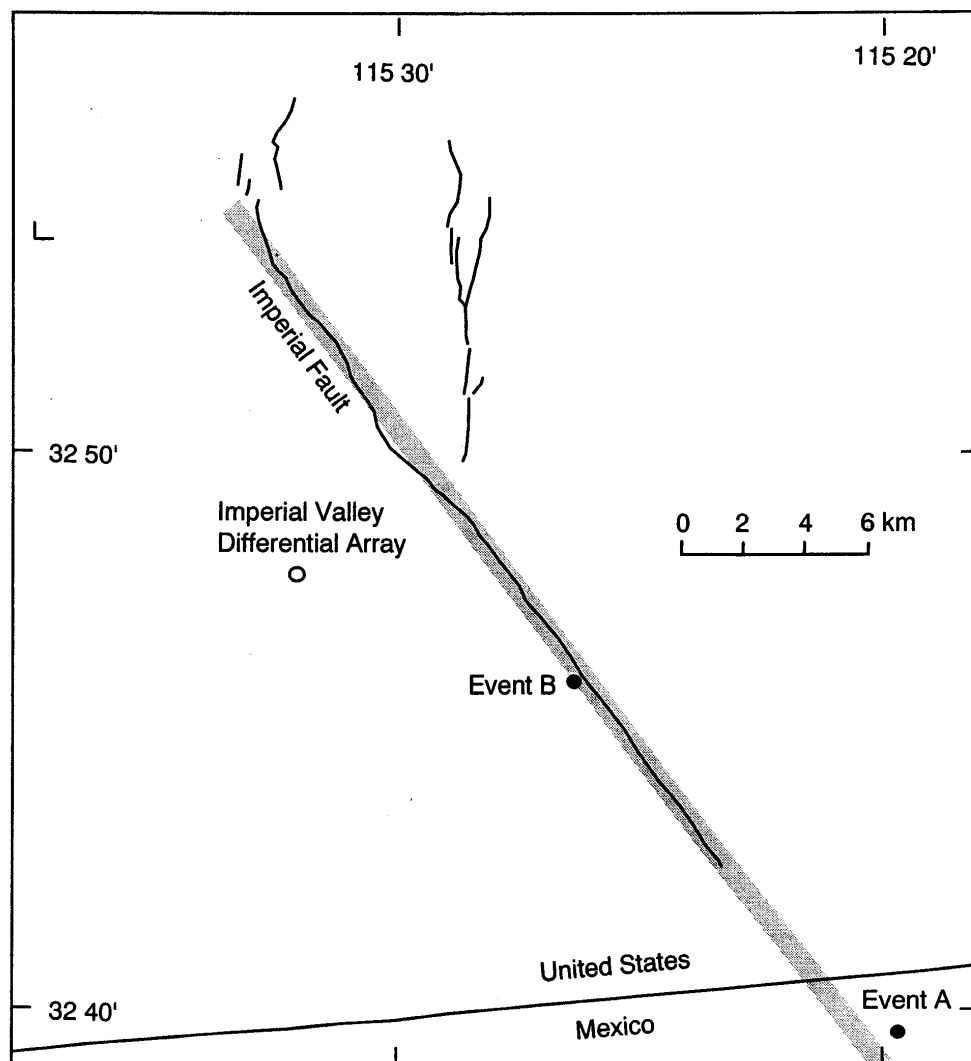 115 30'
115 20'
Imperial Fault
32 50'
Imperial Valley
Differential Array
0 2 4 6 km
Event B
United States
Event A
32 40'
Mexico